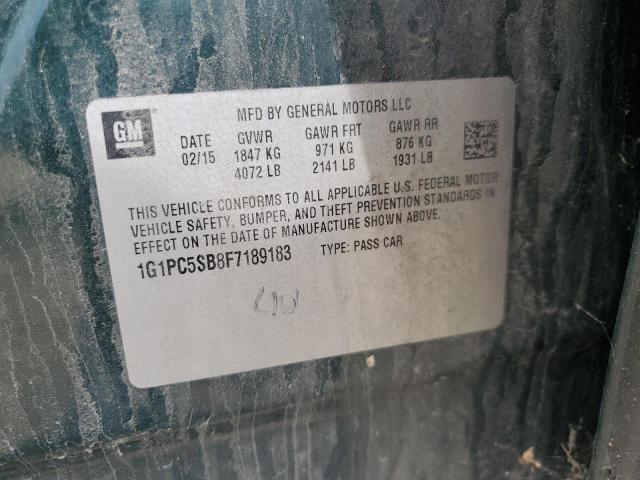 MFD BY GENERAL MOTORS LLC
GM
DATE GVWR GAWR FRT GAWR RR
02/15 1847 KG 971 KG 876 KG
4072 LB 2141 LB 1931 LB
THIS VEHICLE CONFORMS TO ALL APPLICABLE U.S. FEDERAL MOTOR
VEHICLE SAFETY, BUMPER, AND THEFT PREVENTION STANDARDS IN
EFFECT ON THE DATE OF MANUFACTURE SHOWN ABOVE.
1G1PC5SB8F7189183 TYPE: PASS CAR